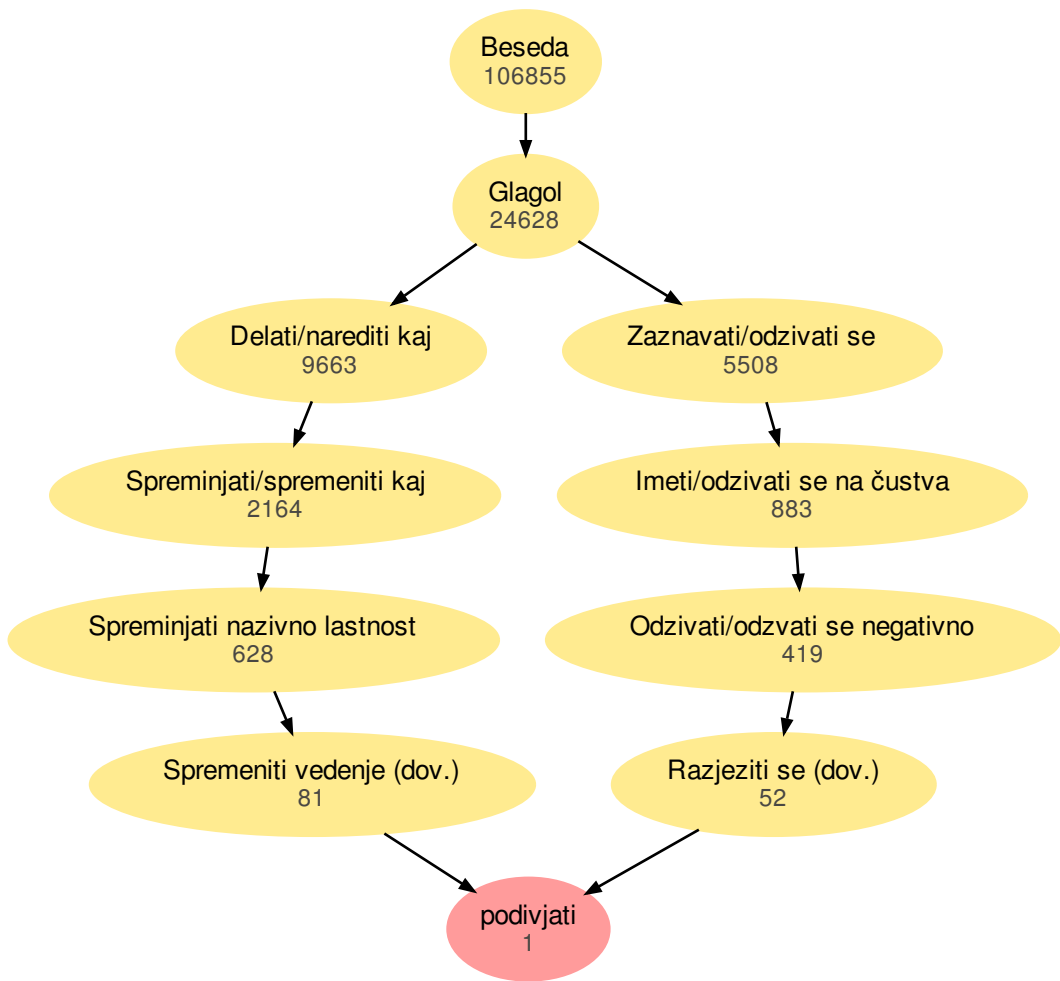 Beseda
106855
Glagol
24628
Delati/narediti kaj
9663
Zaznavati/odzivati se
5508
Spreminjati/spremeniti kaj
2164
Imeti/odzivati se na čustva
883
Spreminjati nazivno lastnost
628
Odzivati/odzvati se negativno
419
Spremeniti vedenje (dov.)
81
Razjeziti se (dov.)
52
podivjati
1